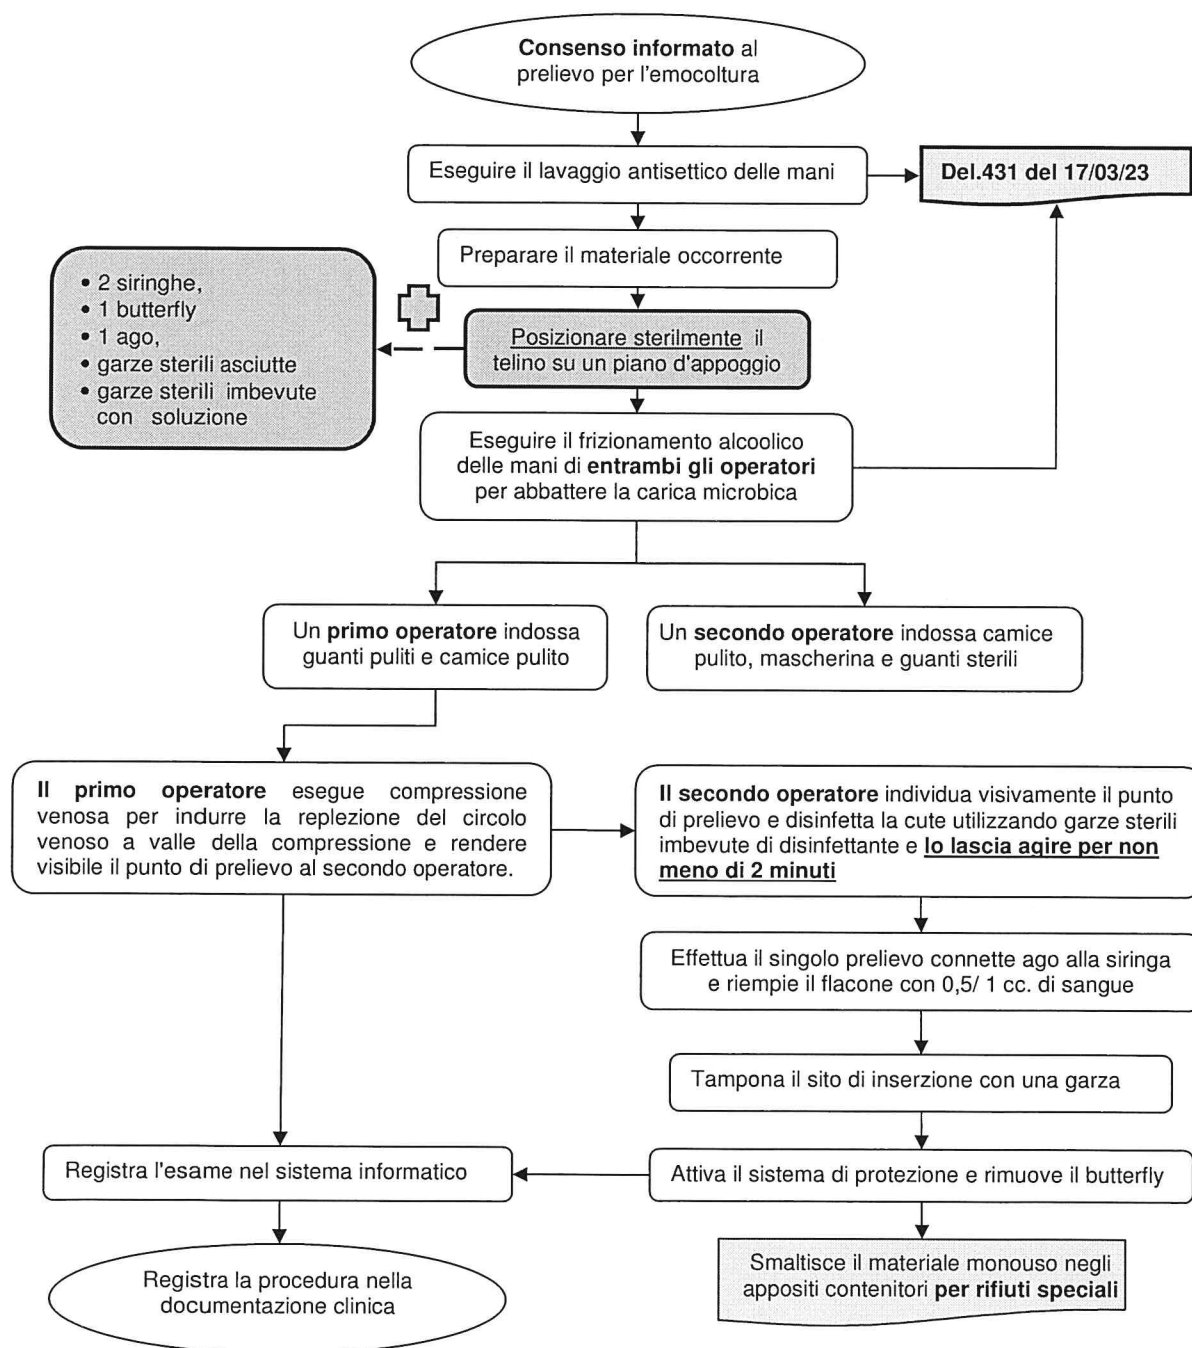 Consenso informato al
prelievo per l'emocoltura
Eseguire il lavaggio antisettico delle mani
Del.431 del 17/03/23
Preparare il materiale occorrente
• 2 siringhe,
• 1 butterfly
• 1 ago,
• garze sterili asciutte
• garze sterili imbevute
con soluzione
Posizionare sterilmente il
telino su un piano d'appoggio
Eseguire il frizionamento alcoolico
delle mani di entrambi gli operatori
per abbattere la carica microbica
Un primo operatore indossa
guanti puliti e camice pulito
Un secondo operatore indossa camice
pulito, mascherina e guanti sterili
Il primo operatore esegue compressione
venosa per indurre la replezione del circolo
venoso a valle della compressione e rende
visibile il punto di prelievo al secondo operatore.
Il secondo operatore individua visivamente il punto
di prelievo e disinfetta la cute utilizzando garze sterili
imbevute di disinfettante e lo lascia agire per non
meno di 2 minuti
Effettua il singolo prelievo connette ago alla siringa
e riempie il flacone con 0,5/ 1 cc. di sangue
Tampona il sito di inserzione con una garza
Registra l'esame nel sistema informatico
Attiva il sistema di protezione e rimuove il butterfly
Registra la procedura nella
documentazione clinica
Smaltisce il materiale monouso negli
appositi contenitori per rifiuti speciali